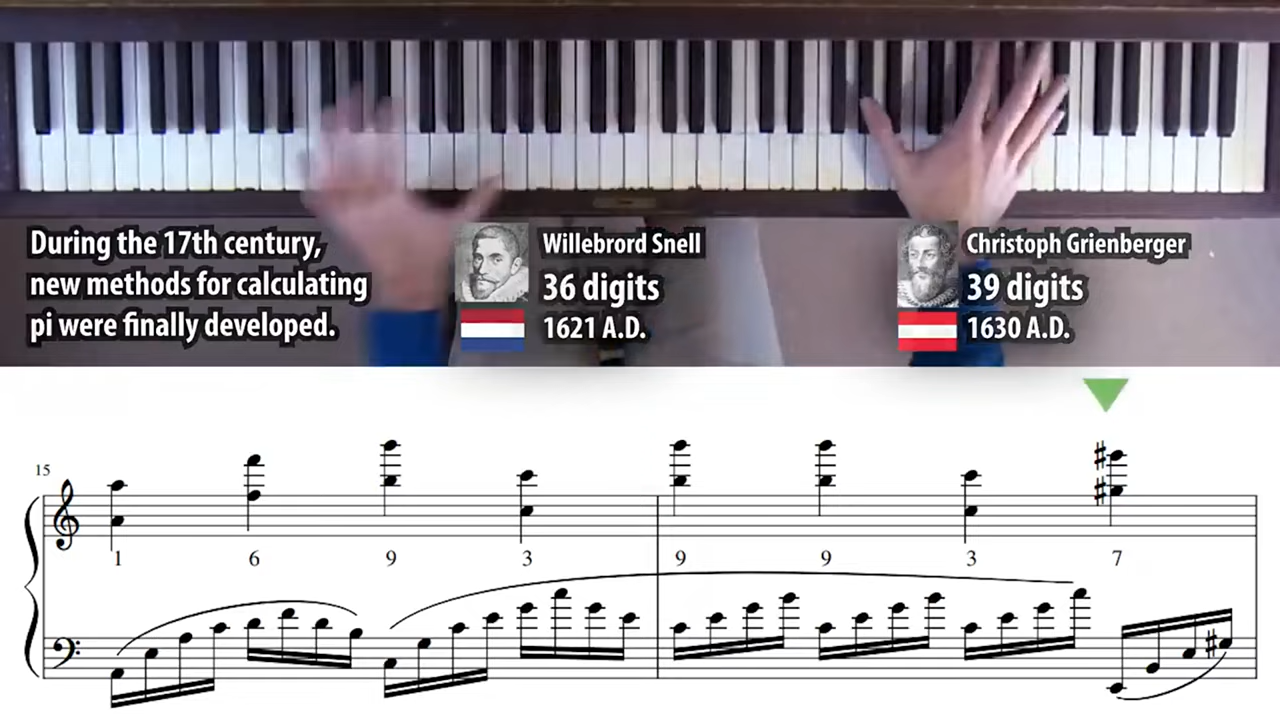 During the 17th century,
new methods for calculating
pi were finally developed.
Willebrord Snell
36 digits
1621 A.D.
Christoph Grienberger
39 digits
1630 A.D.
15
1 6 9 3 9 9 3 7